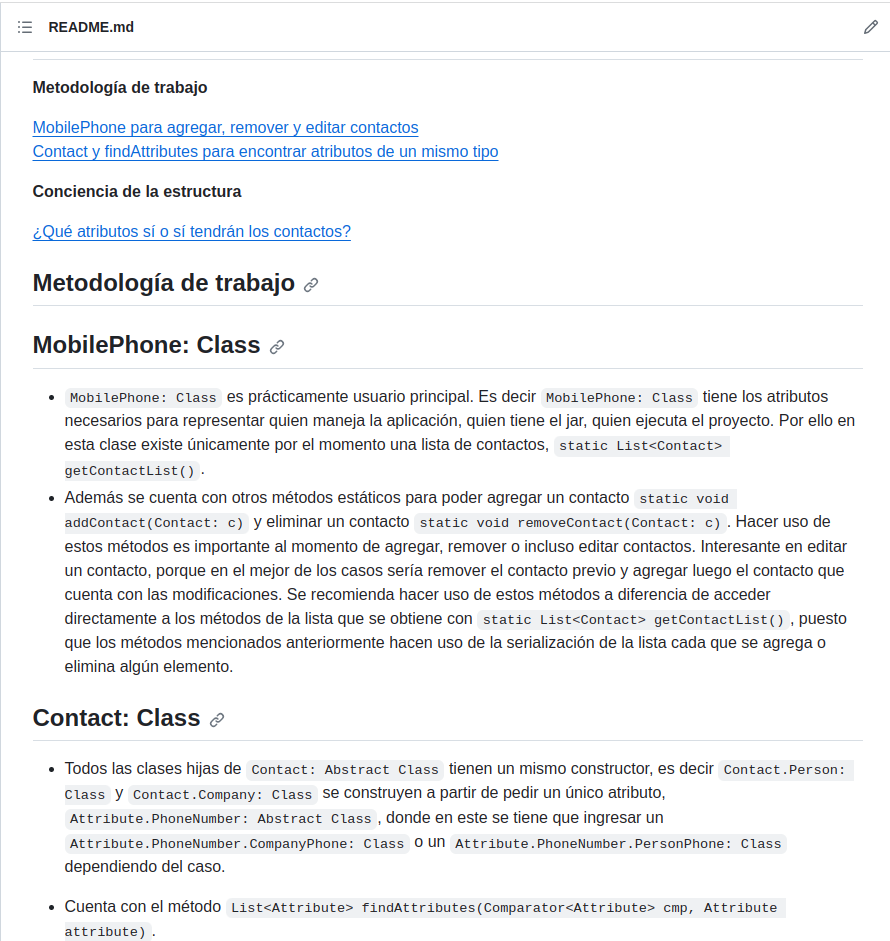 README.md
Metodología de trabajo
MobilePhone para agregar, remover y editar contactos
Contact y findAttributes para encontrar atributos de un mismo tipo
Conciencia de la estructura
¿Qué atributos sí o sí tendrán los contactos?
Metodología de trabajo
MobilePhone: Class
MobilePhone: Class es prácticamente usuario principal. Es decir MobilePhone: Class tiene los atributos
necesarios para representar quien maneja la aplicación, quien tiene el jar, quien ejecuta el proyecto. Por ello en
esta clase existe únicamente por el momento una lista de contactos, static List<Contact>
getContactList() .
Además se cuenta con otros métodos estáticos para poder agregar un contacto static void
addContact(Contact: c) y eliminar un contacto static void removeContact(Contact: c) . Hacer uso de
estos métodos es importante al momento de agregar, remover o incluso editar contactos. Interesante en editar
un contacto, porque en el mejor de los casos sería remover el contacto previo y agregar luego el contacto que
cuenta con las modificaciones. Se recomienda hacer uso de estos métodos a diferencia de acceder
directamente a los métodos de la lista que se obtiene con static List<Contact> getContactList() , puesto
que los métodos mencionados anteriormente hacen uso de la serialización de la lista cada que se agrega o
elimina algún elemento.
Contact: Class
Todos las clases hijas de Contact: Abstract Class tienen un mismo constructor, es decir Contact.Person:
Class y Contact.Company: Class se construyen a partir de pedir un único atributo,
Attribute.PhoneNumber: Abstract Class , donde en este se tiene que ingresar un
Attribute.PhoneNumber.CompanyPhone: Class o un Attribute.PhoneNumber.PersonPhone: Class
dependiendo del caso.
Cuenta con el método List<Attribute> findAttributes(Comparator<Attribute> cmp, Attribute
attribute) .